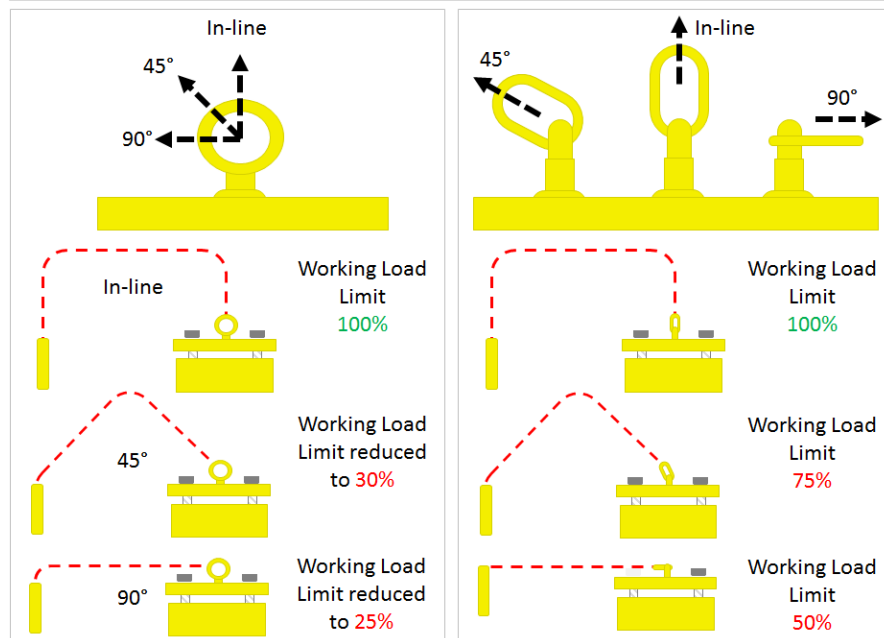 In-line
45°
90°
In-line
Working Load
Limit
100%
45°
Working Load
Limit reduced
to 30%
90°
Working Load
Limit reduced
to 25%
In-line
45°
90°
Working Load
Limit
100%
Working Load
Limit
75%
Working Load
Limit
50%